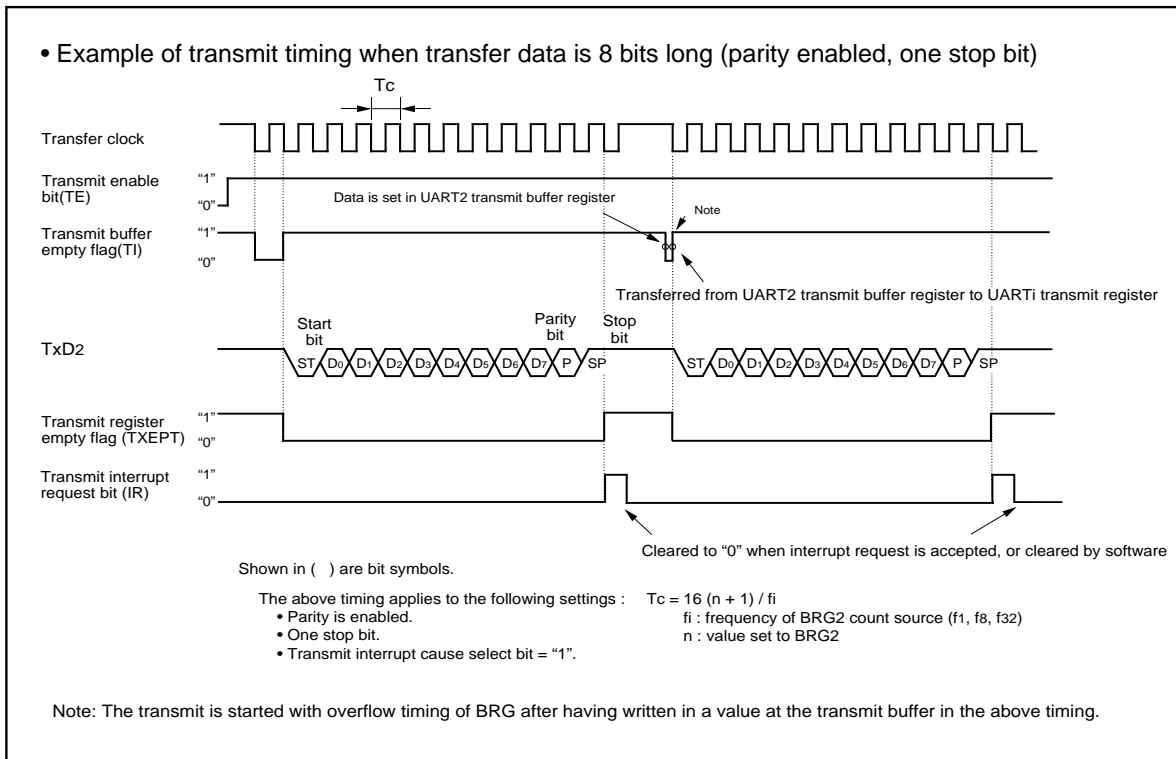 • Example of transmit timing when transfer data is 8 bits long (parity enabled, one stop bit)
Tc
Transfer clock
Transmit enable
bit(TE)
“1”
“0”
Data is set in UART2 transmit buffer register
Note
Transmit buffer
empty flag(TI)
“1”
“0”
Transferred from UART2 transmit buffer register to UARTi transmit register
Start
bit
Parity
bit
Stop
bit
TxD2
ST D0 D1 D2 D3 D4 D5 D6 D7 P SP
ST D0 D1 D2 D3 D4 D5 D6 D7 P SP
Transmit register
empty flag (TXEPT)
“1”
“0”
Transmit interrupt
request bit (IR)
“1”
“0”
Cleared to “0” when interrupt request is accepted, or cleared by software
Shown in ( ) are bit symbols.
The above timing applies to the following settings :
• Parity is enabled.
• One stop bit.
• Transmit interrupt cause select bit = “1”.
Tc = 16 (n + 1) / fi
fi : frequency of BRG2 count source (f1, f8, f32)
n : value set to BRG2
Note: The transmit is started with overflow timing of BRG after having written in a value at the transmit buffer in the above timing.